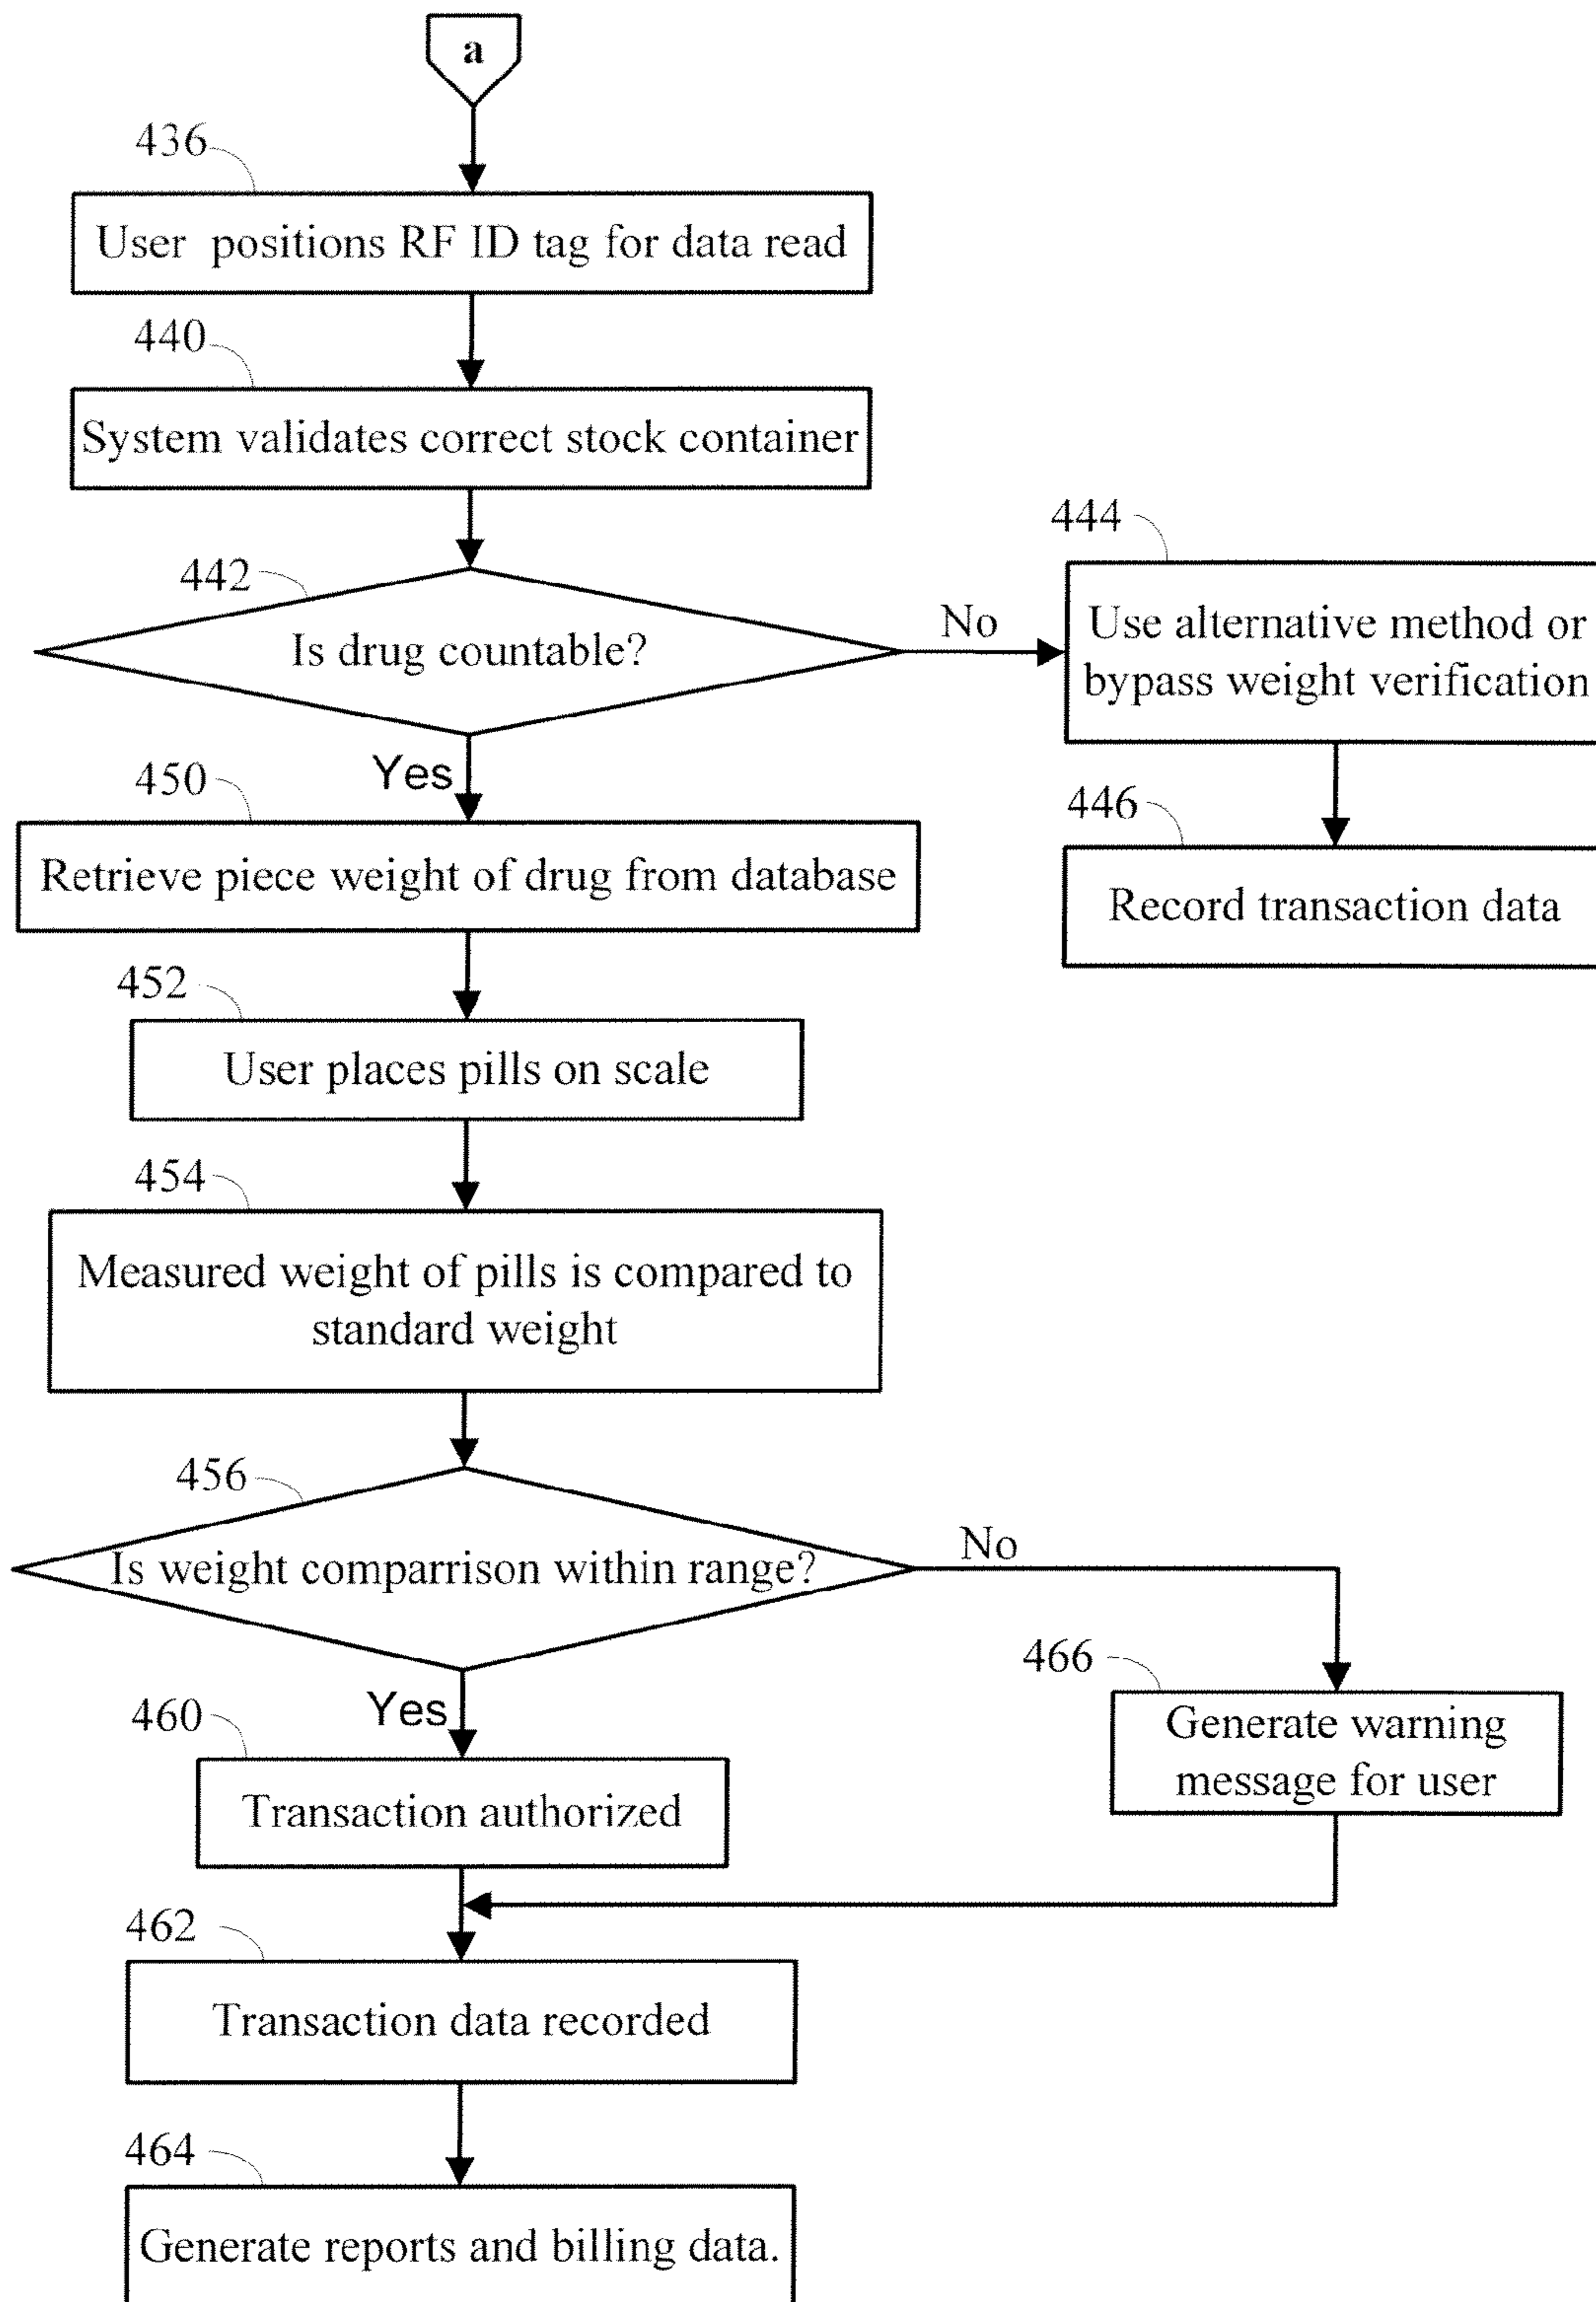 a
436
User positions RF ID tag for data read
440
System validates correct stock container
442
Is drug countable?
No
444
Use alternative method or
bypass weight verification
Yes
446
Record transaction data
450
Retrieve piece weight of drug from database
452
User places pills on scale
454
Measured weight of pills is compared to
standard weight
456
Is weight comparrison within range?
No
Yes
460
Transaction authorized
466
Generate warning
message for user
462
Transaction data recorded
464
Generate reports and billing data.